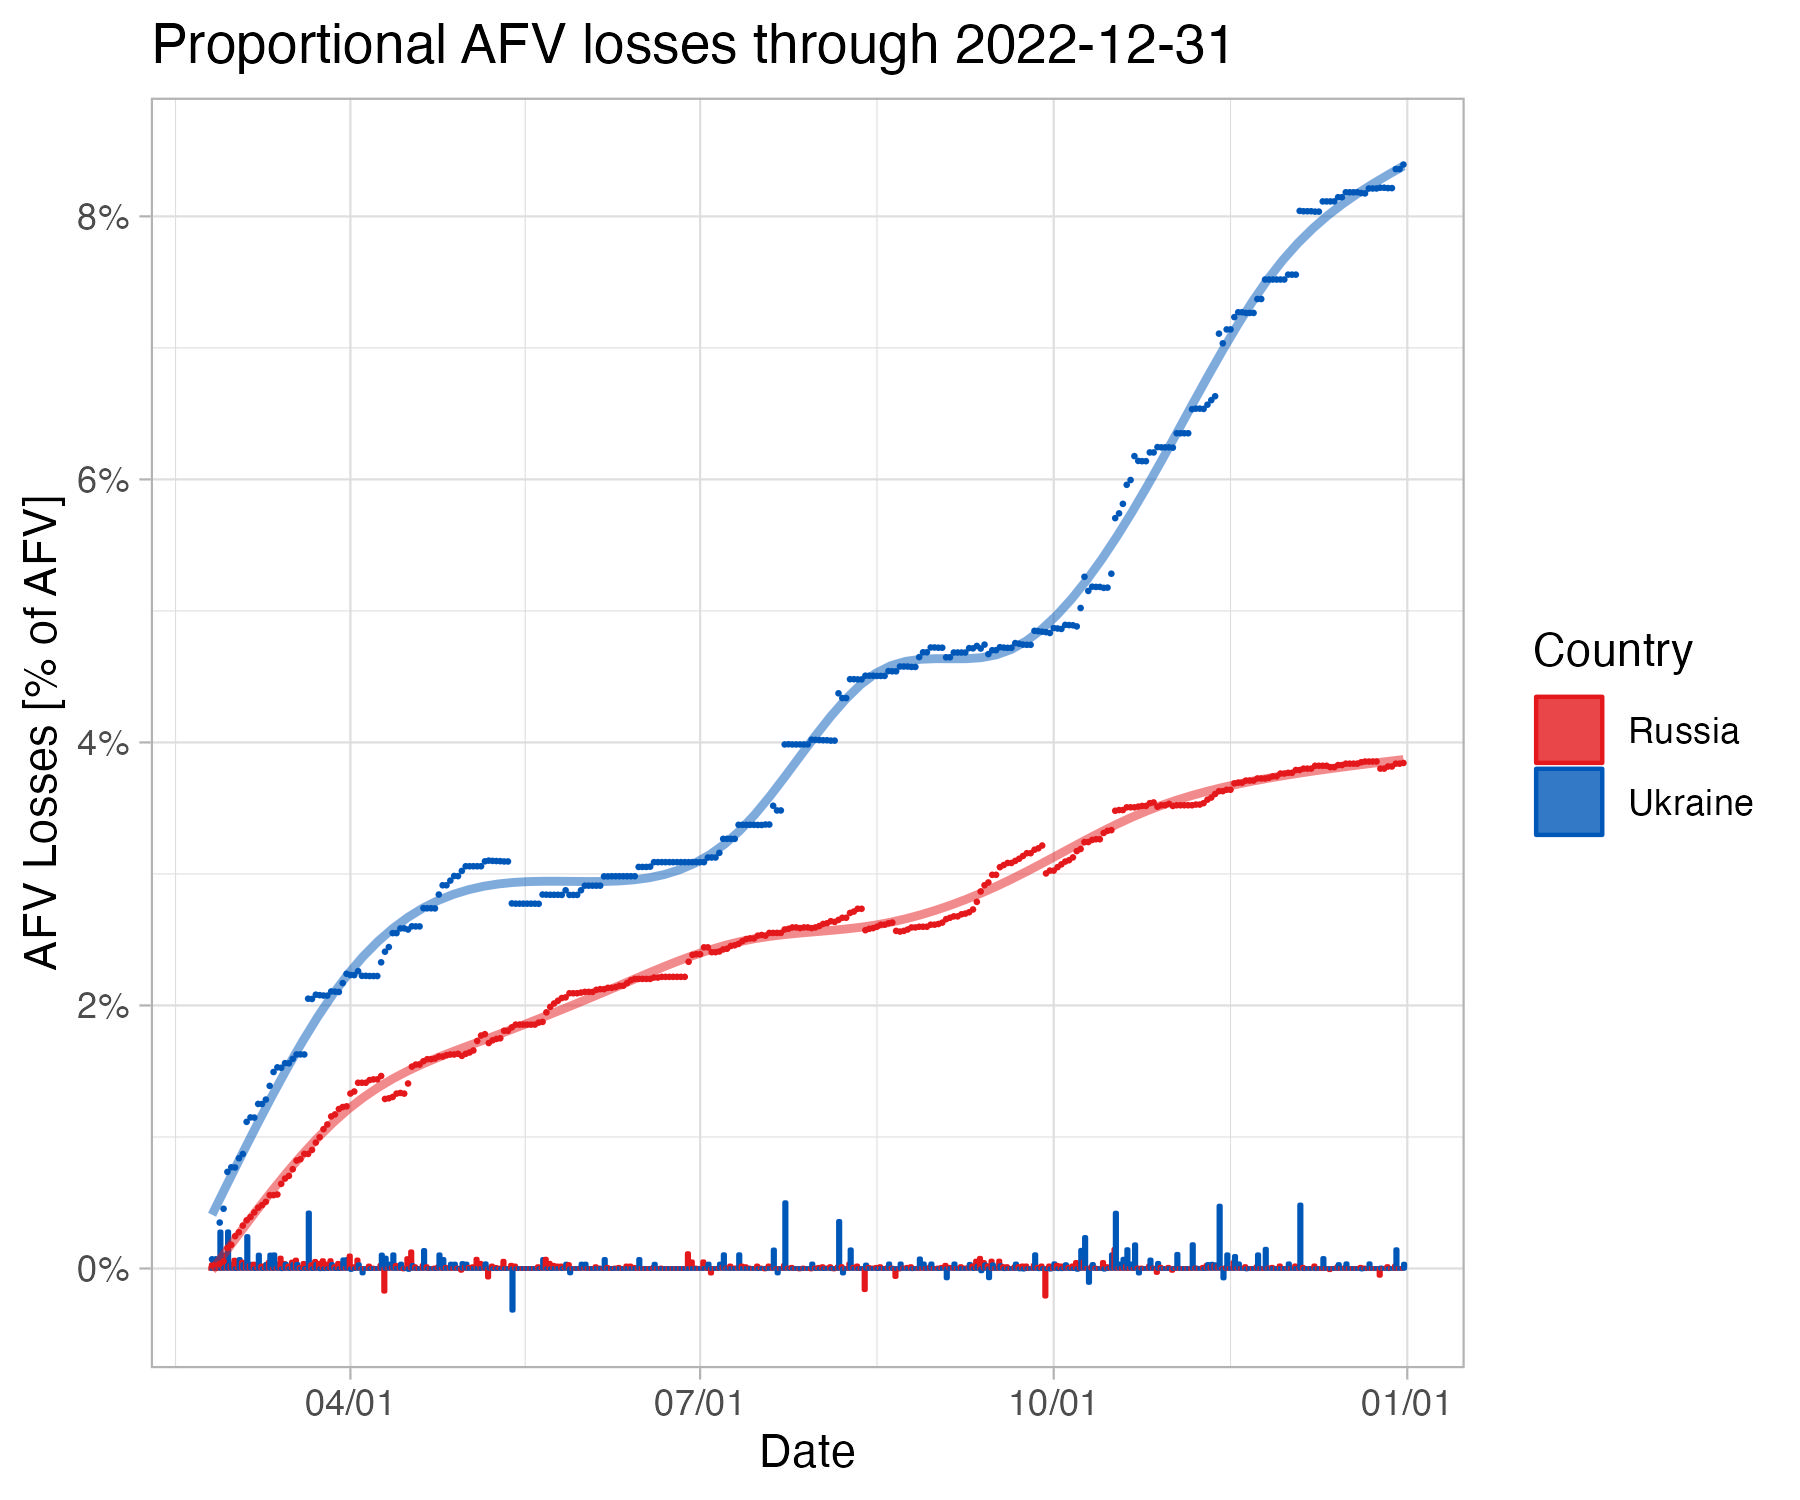 Proportional AFV losses through 2022-12-31
AFV Losses [% of AFV]
8%
6%
4%
2%
0%
04/01
07/01
10/01
01/01
Date
Country
Russia
Ukraine